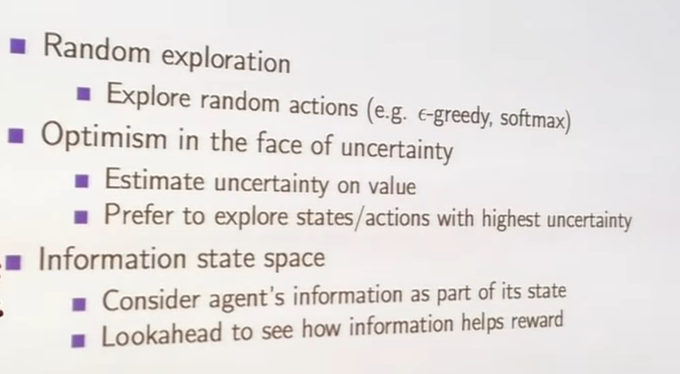 Random exploration
Explore random actions (e.g. ϵ-greedy, softmax)
Optimism in the face of uncertainty
Estimate uncertainty on value
Prefer to explore states/actions with highest uncertainty
Information state space
Consider agent's information as part of its state
Lookahead to see how information helps reward